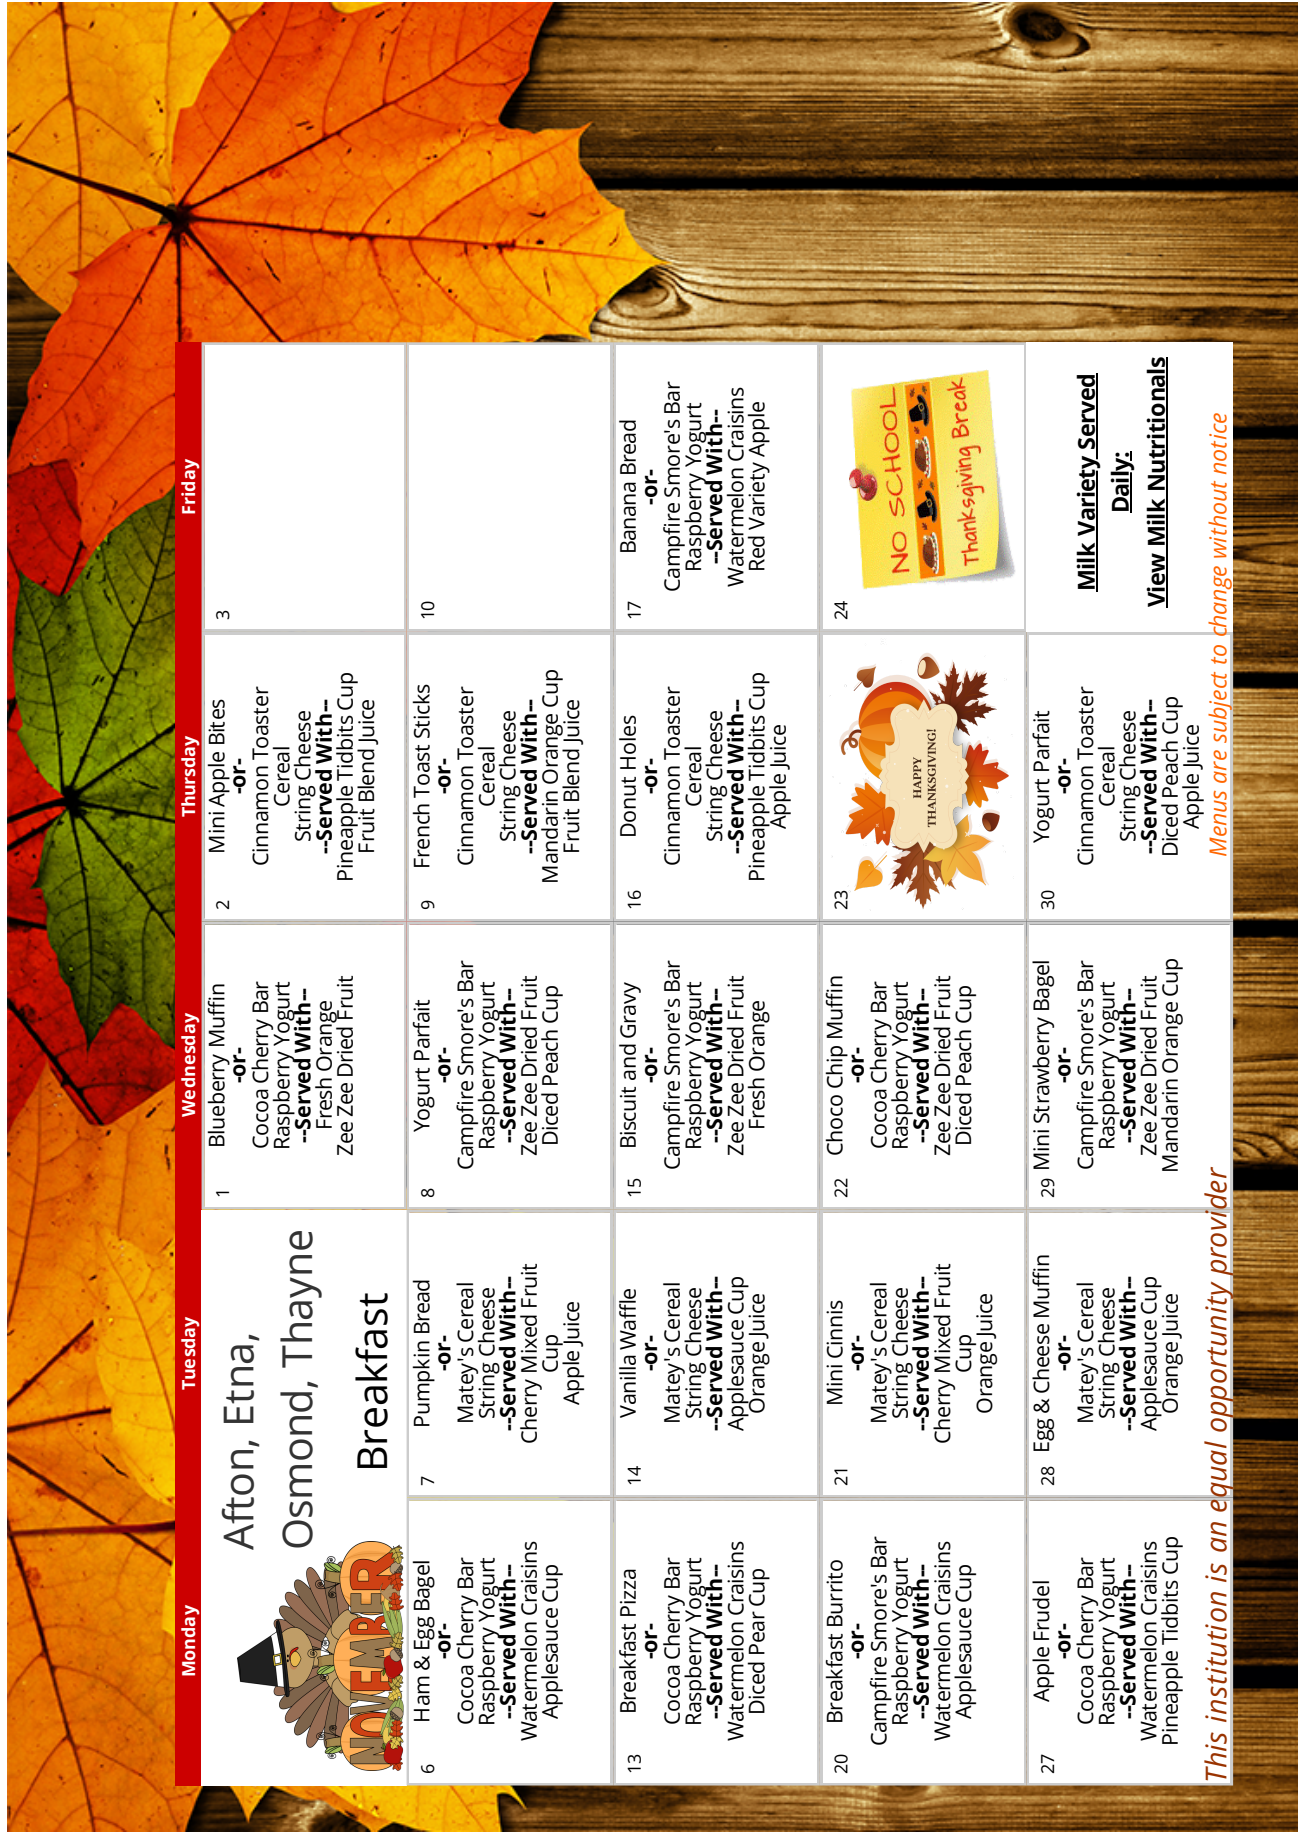 Monday
Tuesday
Wednesday
Thursday
Friday
NOVEMBER
Afton, Etna,
Osmond, Thayne
Breakfast
1
Blueberry Muffin
-or-
Cocoa Cherry Bar
Raspberry Yogurt
--Served With--
Fresh Orange
Zee Zee Dried Fruit
2
Mini Apple Bites
-or-
Cinnamon Toaster
Cereal
String Cheese
--Served With--
Pineapple Tidbits Cup
Fruit Blend Juice
3
6
Ham & Egg Bagel
-or-
Cocoa Cherry Bar
Raspberry Yogurt
--Served With--
Watermelon Craisins
Applesauce Cup
7
Pumpkin Bread
-or-
Matey's Cereal
String Cheese
--Served With--
Cherry Mixed Fruit
Cup
Apple Juice
8
Yogurt Parfait
-or-
Campfire Smore's Bar
Raspberry Yogurt
--Served With--
Zee Zee Dried Fruit
Diced Peach Cup
9
French Toast Sticks
-or-
Cinnamon Toaster
Cereal
String Cheese
--Served With--
Mandarin Orange Cup
Fruit Blend Juice
10
13
Breakfast Pizza
-or-
Cocoa Cherry Bar
Raspberry Yogurt
--Served With--
Watermelon Craisins
Diced Pear Cup
14
Vanilla Waffle
-or-
Matey's Cereal
String Cheese
--Served With--
Applesauce Cup
Orange Juice
15
Biscuit and Gravy
-or-
Campfire Smore's Bar
Raspberry Yogurt
--Served With--
Zee Zee Dried Fruit
Fresh Orange
16
Donut Holes
-or-
Cinnamon Toaster
Cereal
String Cheese
--Served With--
Pineapple Tidbits Cup
Apple Juice
17
Banana Bread
-or-
Campfire Smore's Bar
Raspberry Yogurt
--Served With--
Watermelon Craisins
Red Variety Apple
20
Breakfast Burrito
-or-
Campfire Smore's Bar
Raspberry Yogurt
--Served With--
Watermelon Craisins
Applesauce Cup
21
Mini Cinnis
-or-
Matey's Cereal
String Cheese
--Served With--
Cherry Mixed Fruit
Cup
Orange Juice
22
Choco Chip Muffin
-or-
Cocoa Cherry Bar
Raspberry Yogurt
--Served With--
Zee Zee Dried Fruit
Diced Peach Cup
23
HAPPY
THANKSGIVING!
24
NO SCHOOL
Thanksgiving Break
27
Apple Frudel
-or-
Cocoa Cherry Bar
Raspberry Yogurt
--Served With--
Watermelon Craisins
Pineapple Tidbits Cup
28 Egg & Cheese Muffin
-or-
Matey's Cereal
String Cheese
--Served With--
Applesauce Cup
Orange Juice
29 Mini Strawberry Bagel
-or-
Campfire Smore's Bar
Raspberry Yogurt
--Served With--
Zee Zee Dried Fruit
Mandarin Orange Cup
30
Yogurt Parfait
-or-
Cinnamon Toaster
Cereal
String Cheese
--Served With--
Diced Peach Cup
Apple Juice
Milk Variety Served
Daily:
View Milk Nutritionals
This institution is an equal opportunity provider
Menus are subject to change without notice